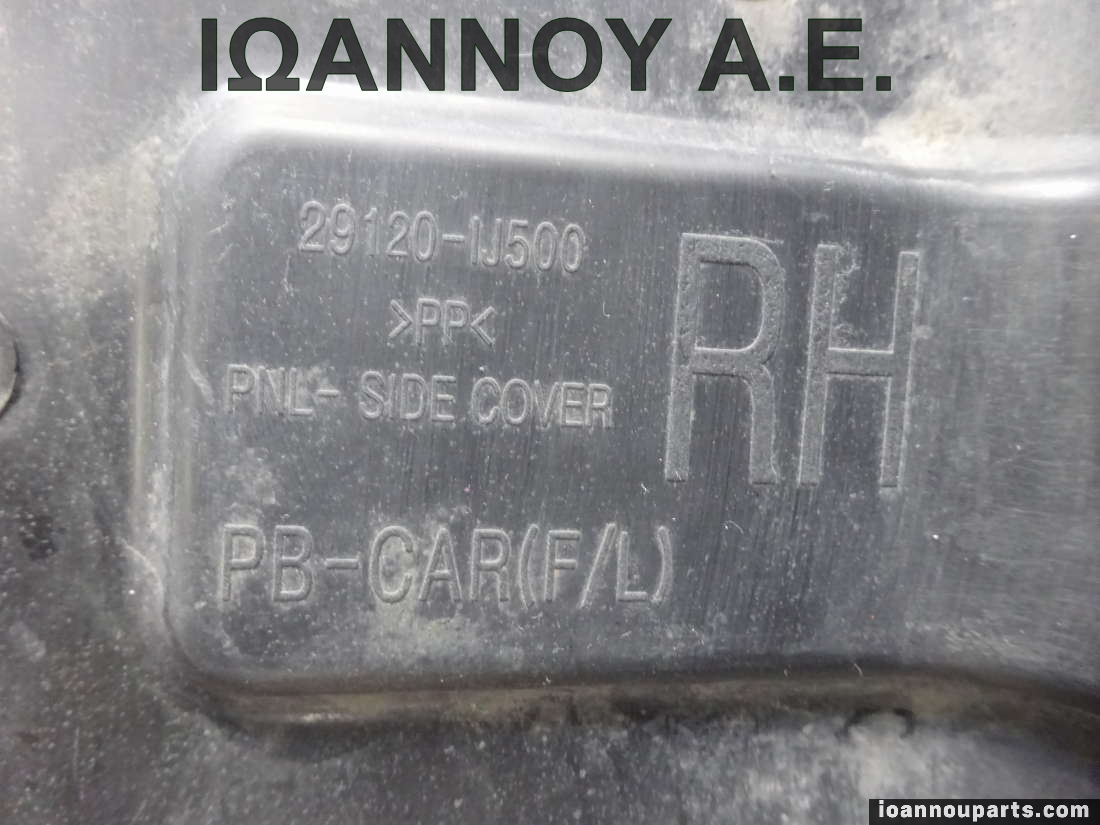 ΙΩΑΝΝΟΥ Α.Ε.
29120-1J500
>PP<
PNL- SIDE COVER
RH
PB-CAR(F/L)
ioannouparts.com